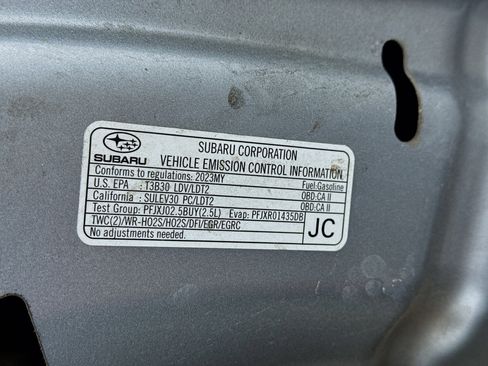 SUBARU CORPORATION
SUBARU
VEHICLE EMISSION CONTROL INFORMATION
Conforms to regulations: 2023MY
Fuel:Gasoline
U.S. EPA : T3B30 LDV/LDT2
OBD:CA II
California : SULEV30 PC/LDT2
OBD:CA II
Test Group: PFJXJ02.5BUY(2.5L) Evap: PFJXR01435DB
TWC(2)/WR-HO2S/HO2S/DFI/EGR/EGRC
No adjustments needed.
JC